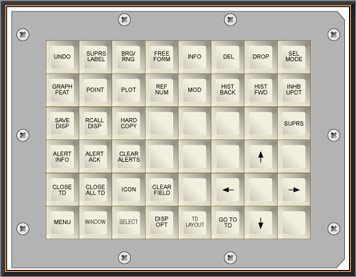 UNDO
SUPRS
LABEL
BRG/
RNG
FREE
FORM
INFO
DEL
DROP
SEL
MODE
GRAPH
FEAT
POINT
PLOT
REF
NUM
MOD
HIST
BACK
HIST
FWD
INHB
UPDT
SAVE
DISP
RCALL
DISP
HARD
COPY
SUPRS
ALERT
INFO
ALERT
ACK
CLEAR
ALERTS
CLOSE
TD
CLOSE
ALL TD
ICON
CLEAR
FIELD
MENU
WINDOW
SELECT
DISP
OPT
TD
LAYOUT
GO TO
TD